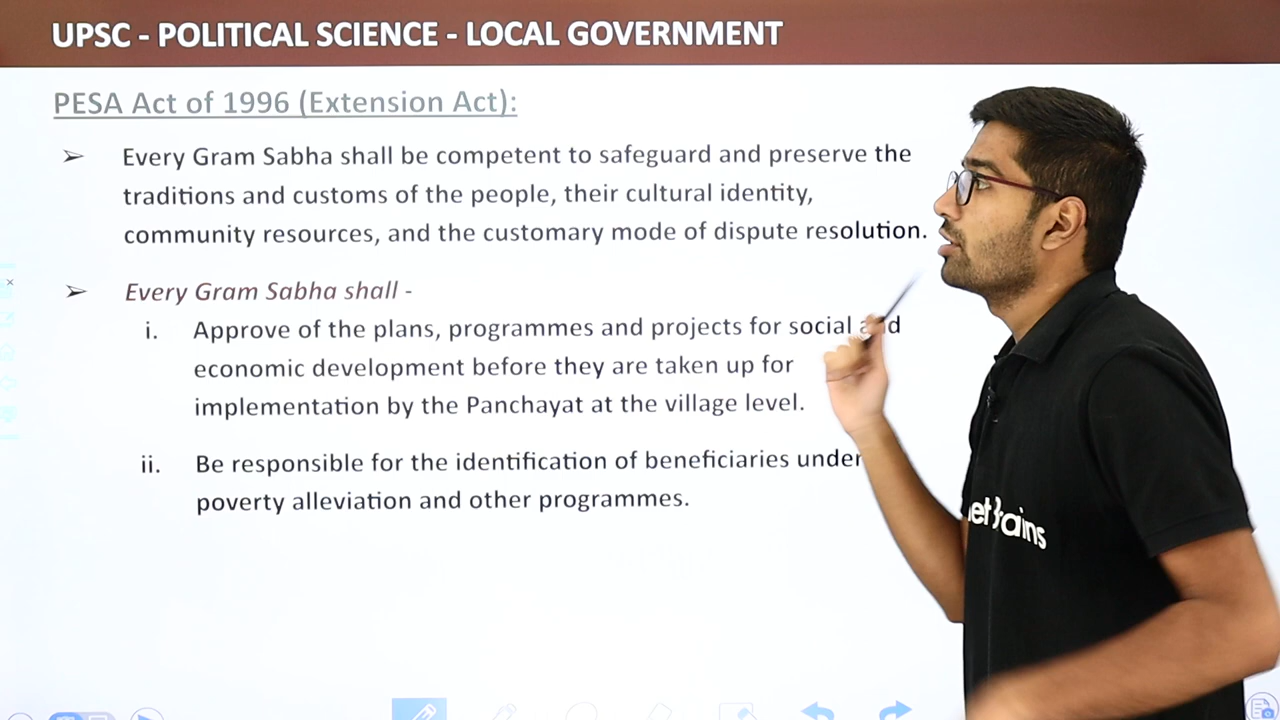 UPSC - POLITICAL SCIENCE - LOCAL GOVERNMENT
PESA Act of 1996 (Extension Act):
➢ Every Gram Sabha shall be competent to safeguard and preserve the
traditions and customs of the people, their cultural identity,
community resources, and the customary mode of dispute resolution.
➢ Every Gram Sabha shall -
i. Approve of the plans, programmes and projects for social and
economic development before they are taken up for
implementation by the Panchayat at the village level.
ii. Be responsible for the identification of beneficiaries under
poverty alleviation and other programmes.